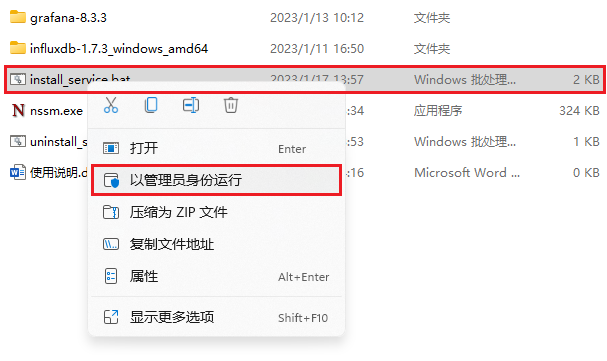 grafana-8.3.3 2023/1/13 10:12 文件夹
influxdb-1.7.3_windows_amd64 2023/1/11 16:50 文件夹
install_service.bat 2023/1/17 13:57 Windows 批处理... 2 KB
nssm.exe :34 应用程序 324 KB
uninstall_s :53 Windows 批处理... 1 KB
使用说明.d :16 Microsoft Word ... 0 KB
打开 Enter
以管理员身份运行
压缩为 ZIP 文件
复制文件地址
属性 Alt+Enter
显示更多选项 Shift+F10